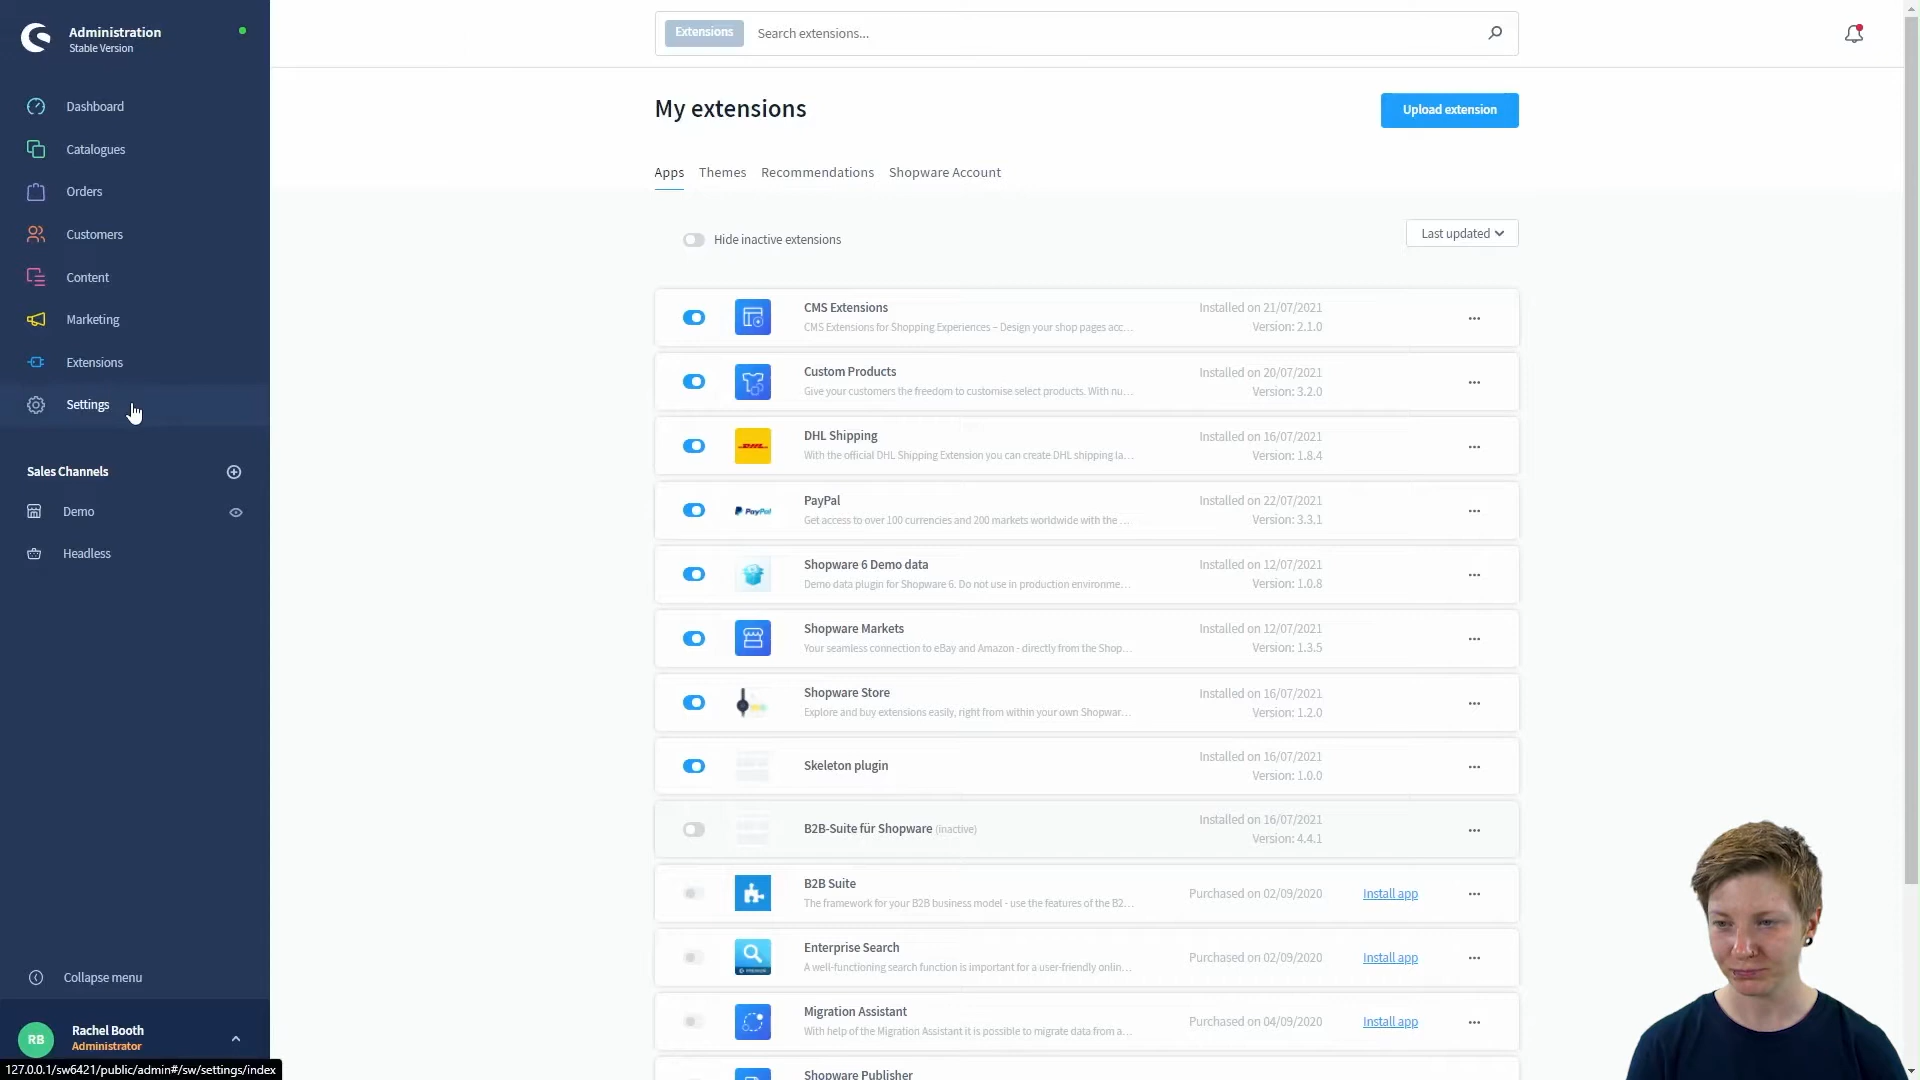 Administration
Stable Version
Dashboard
Catalogues
Orders
Customers
Content
Marketing
Extensions
Settings
Sales Channels
Demo
Headless
Collapse menu
RB
Rachel Booth
Administrator
127.0.0.1/sw6421/public/admin#/sw/settings/index
Extensions
Search extensions...
My extensions
Upload extension
Apps
Themes
Recommendations
Shopware Account
Hide inactive extensions
Last updated
CMS Extensions
CMS Extensions for Shopping Experiences – Design your shop pages acc...
Installed on 21/07/2021
Version: 2.1.0
Custom Products
Give your customers the freedom to customise select products. With nu...
Installed on 20/07/2021
Version: 3.2.0
DHL
DHL Shipping
With the official DHL Shipping Extension you can create DHL shipping la...
Installed on 16/07/2021
Version: 1.8.4
PayPal
PayPal
Get access to over 100 currencies and 200 markets worldwide with the ...
Installed on 22/07/2021
Version: 3.3.1
Shopware 6 Demo data
Demo data plugin for Shopware 6. Do not use in production environme...
Installed on 12/07/2021
Version: 1.0.8
Shopware Markets
Your seamless connection to eBay and Amazon - directly from the Shop...
Installed on 12/07/2021
Version: 1.3.5
Shopware Store
Explore and buy extensions easily, right from within your own Shopwar...
Installed on 16/07/2021
Version: 1.2.0
Skeleton plugin
Installed on 16/07/2021
Version: 1.0.0
B2B-Suite für Shopware (inactive)
Installed on 16/07/2021
Version: 4.4.1
B2B Suite
The framework for your B2B business model - use the features of the B2...
Purchased on 02/09/2020
Install app
Enterprise Search
A well-functioning search function is important for a user-friendly onlin...
Purchased on 02/09/2020
Install app
Migration Assistant
With help of the Migration Assistant it is possible to migrate data from a...
Purchased on 04/09/2020
Install app
Shopware Publisher